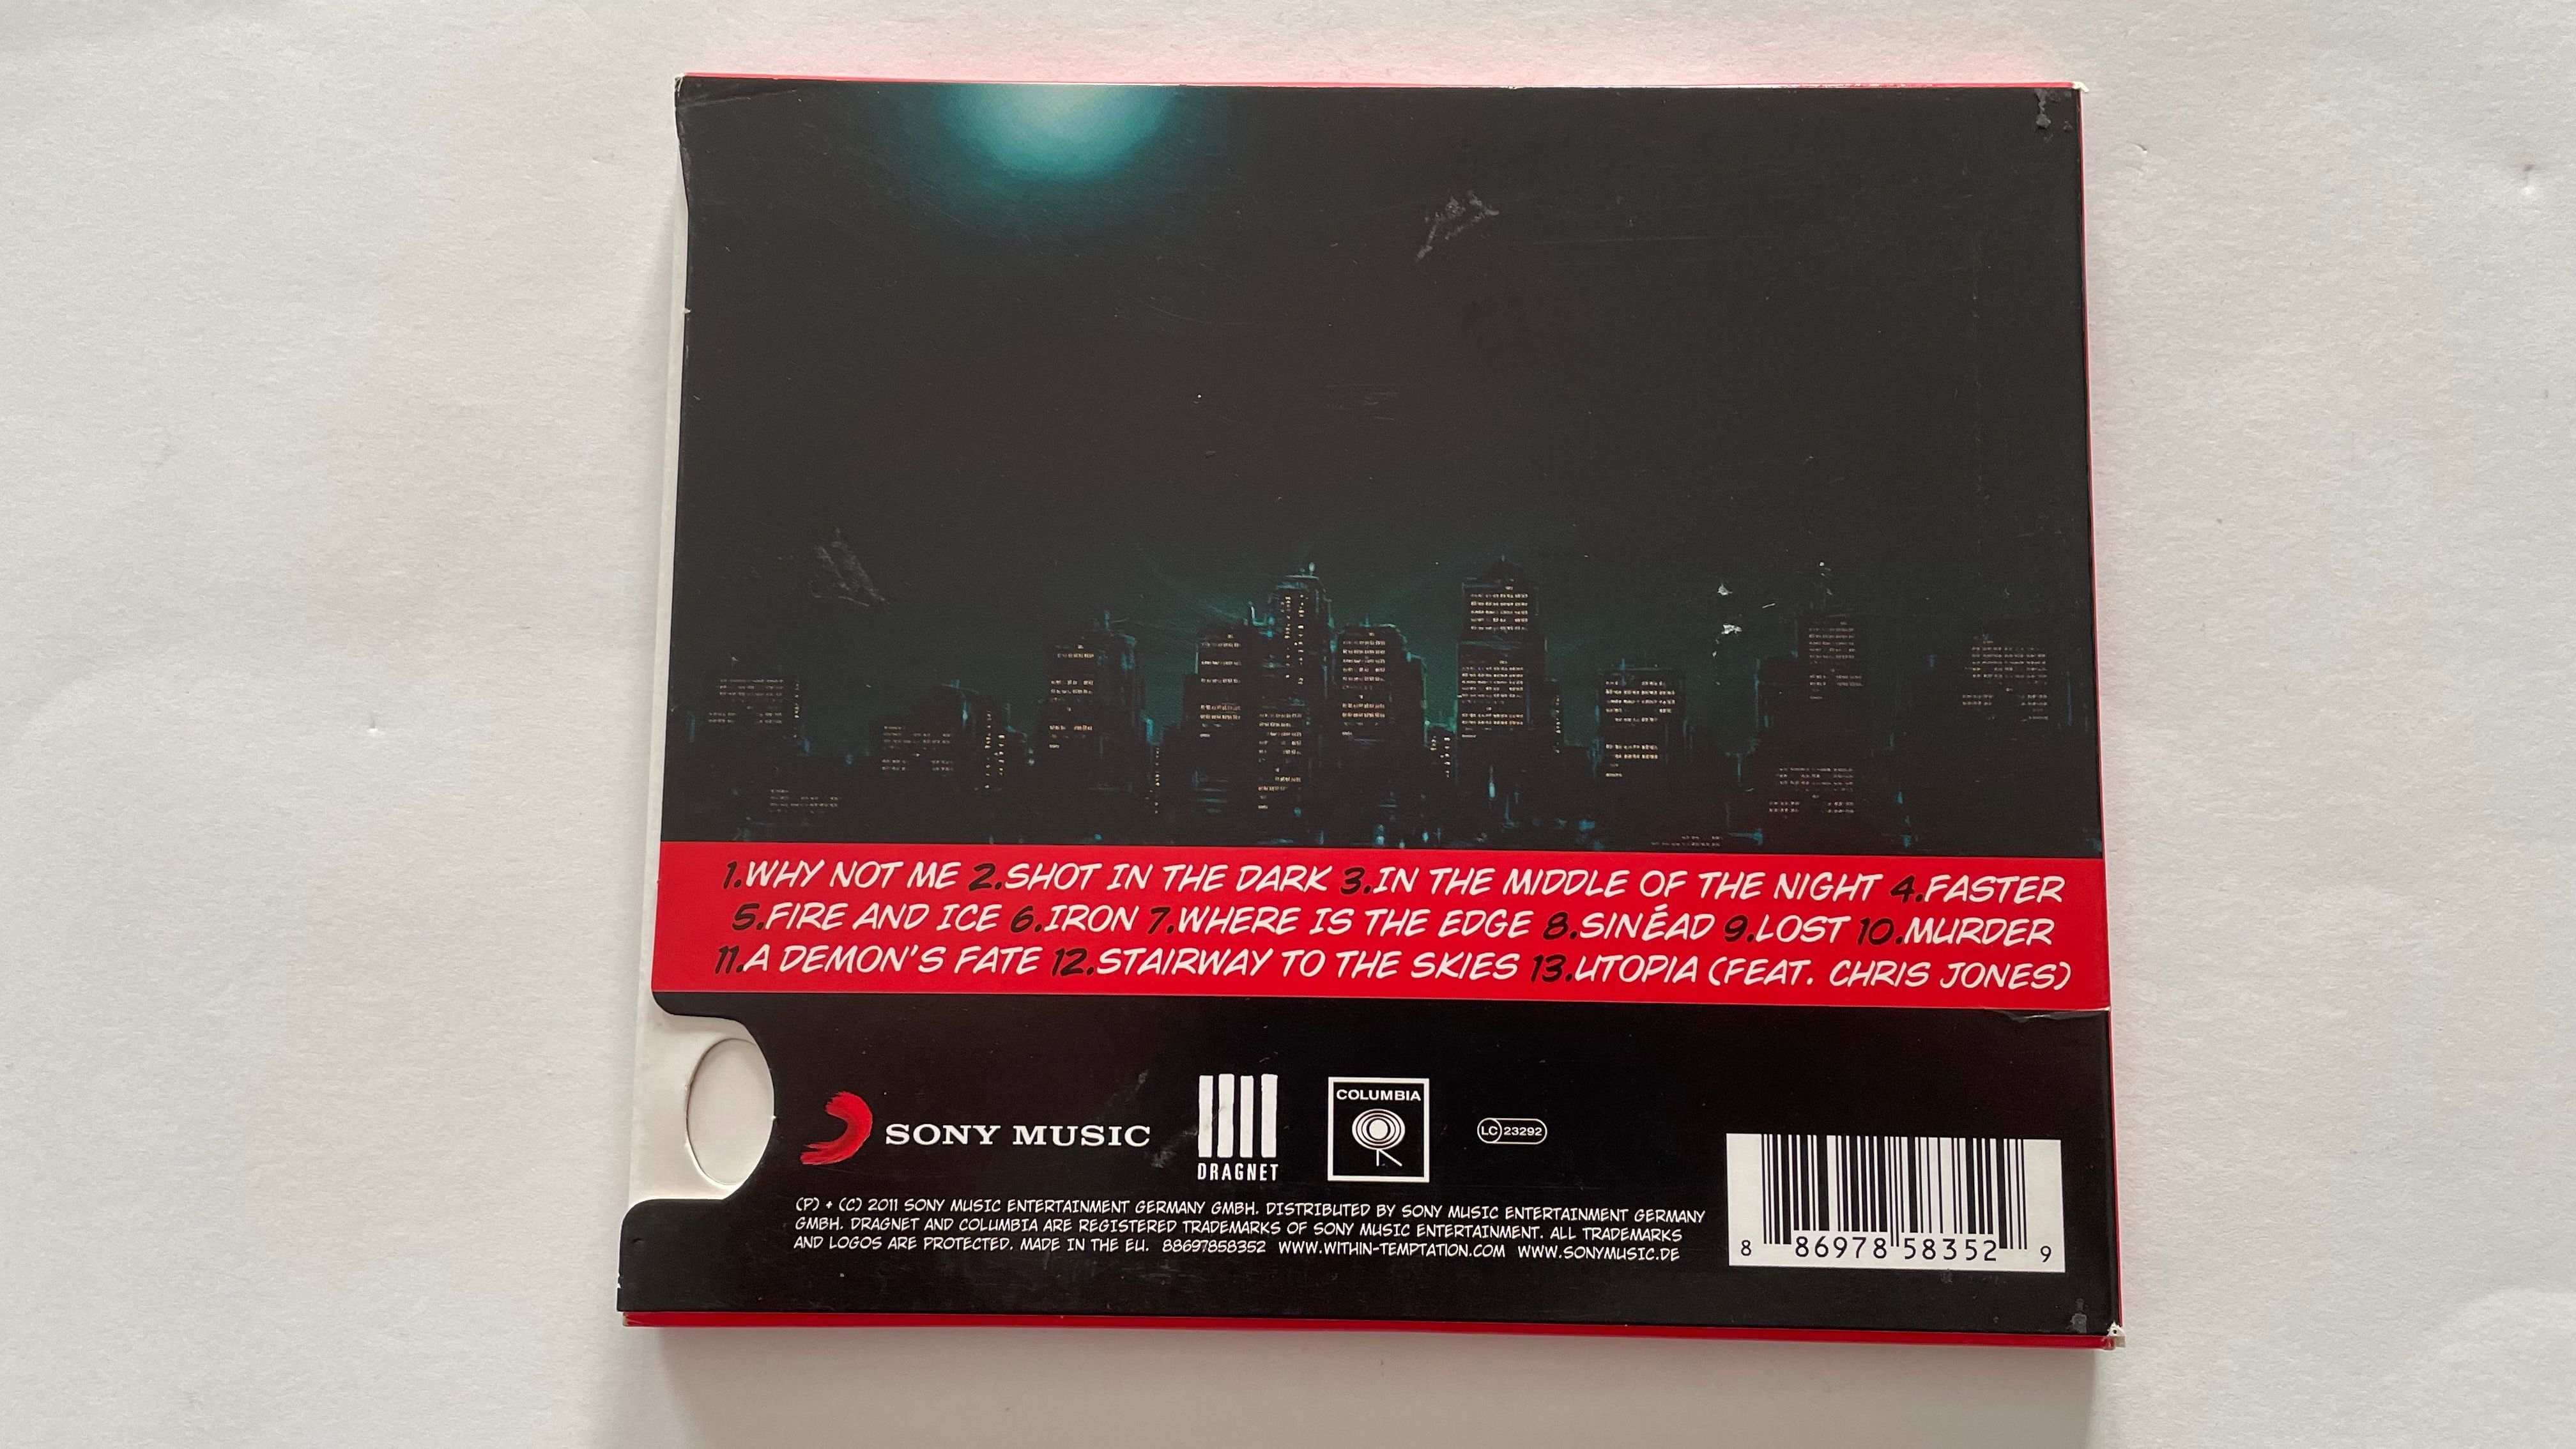 1.WHY NOT ME 2.SHOT IN THE DARK 3.IN THE MIDDLE OF THE NIGHT 4.FASTER
5.FIRE AND ICE 6.IRON 7.WHERE IS THE EDGE 8.SINÉAD 9.LOST 10.MURDER
11.A DEMON'S FATE 12.STAIRWAY TO THE SKIES 13.UTOPIA (FEAT. CHRIS JONES)
SONY MUSIC
DRAGNET
COLUMBIA
LC 23292
(P) + (C) 2011 SONY MUSIC ENTERTAINMENT GERMANY GMBH. DISTRIBUTED BY SONY MUSIC ENTERTAINMENT GERMANY
GMBH. DRAGNET AND COLUMBIA ARE REGISTERED TRADEMARKS OF SONY MUSIC ENTERTAINMENT. ALL TRADEMARKS
AND LOGOS ARE PROTECTED. MADE IN THE EU. 88697858352 WWW.WITHIN-TEMPTATION.COM WWW.SONYMUSIC.DE
8 86978 58352 9